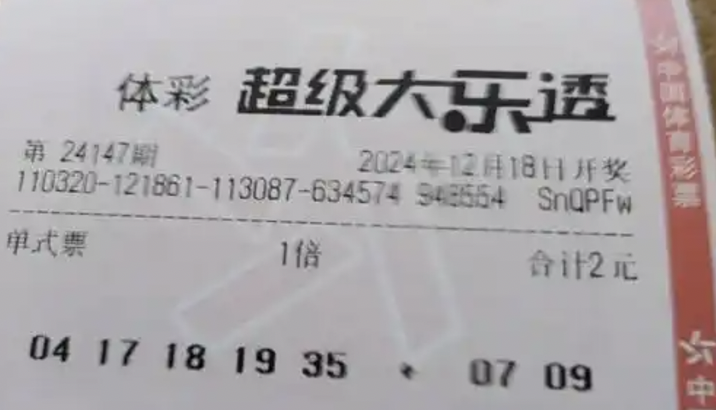 体彩 超级大乐透
第 24147期 2024年12月18日开奖
110320-121861-113087-634574 948554 SnQPFw
单式票 1倍 合计2元
04 17 18 19 35 + 07 09
中国体育彩票
中